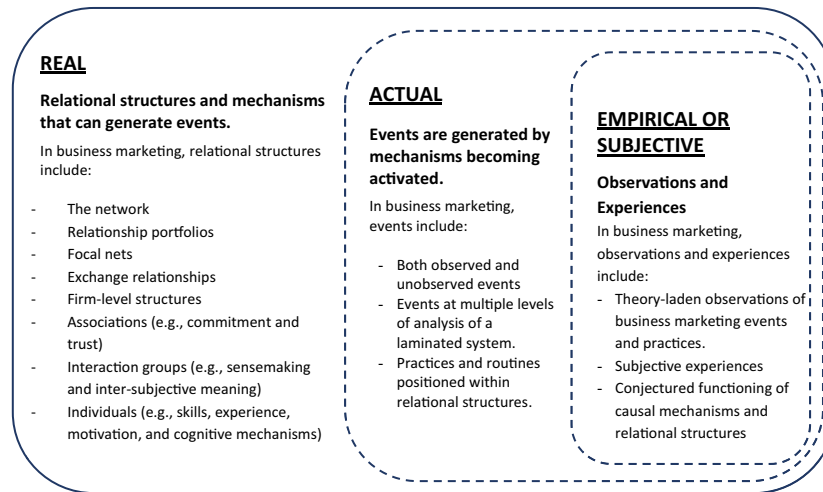 REAL
Relational structures and mechanisms
that can generate events.
In business marketing, relational structures
include:
- The network
- Relationship portfolios
- Focal nets
- Exchange relationships
- Firm-level structures
- Associations (e.g., commitment and
trust)
- Interaction groups (e.g., sensemaking
and inter-subjective meaning)
- Individuals (e.g., skills, experience,
motivation, and cognitive mechanisms)
ACTUAL
Events are generated by
mechanisms becoming
activated.
In business marketing,
events include:
- Both observed and
unobserved events
- Events at multiple levels
of analysis of a
laminated system.
- Practices and routines
positioned within
relational structures.
EMPIRICAL OR
SUBJECTIVE
Observations and
Experiences
In business marketing,
observations and experiences
include:
- Theory-laden observations of
business marketing events
and practices.
- Subjective experiences
- Conjectured functioning of
causal mechanisms and
relational structures